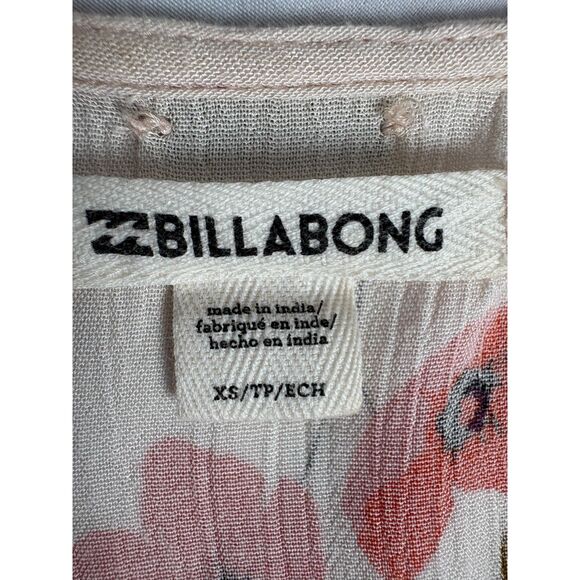 BILLABONG
made in india/
fabriqué en inde/
hecho en india
XS/TP/ECH